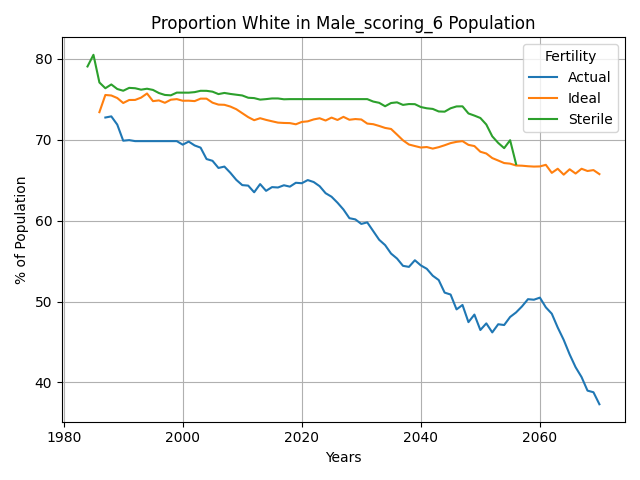 Proportion White in Male_scoring_6 Population
% of Population
80
70
60
50
40
Fertility
Actual
Ideal
Sterile
1980
2000
2020
2040
2060
Years